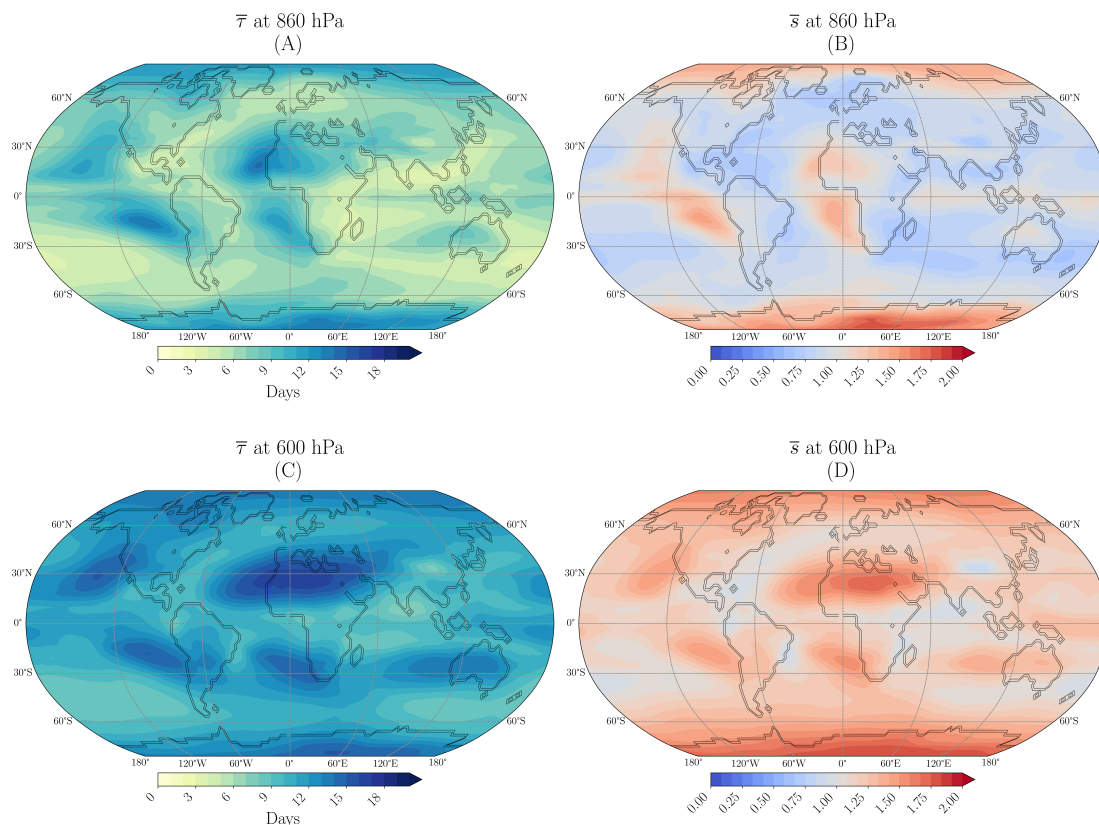 τ̅ at 860 hPa
(A)
60°N
60°N
30°N
0°
30°S
60°S
60°S
180°
120°W
60°W
0°
60°E
120°E
180°
0
3
6
9
12
15
18
Days
s̅ at 860 hPa
(B)
60°N
60°N
30°N
0°
30°S
60°S
60°S
180°
120°W
60°W
0°
60°E
120°E
180°
0.00
0.25
0.50
0.75
1.00
1.25
1.50
1.75
2.00
τ̅ at 600 hPa
(C)
60°N
60°N
30°N
0°
30°S
60°S
60°S
180°
120°W
60°W
0°
60°E
120°E
180°
0
3
6
9
12
15
18
Days
s̅ at 600 hPa
(D)
60°N
60°N
30°N
0°
30°S
60°S
60°S
180°
120°W
60°W
0°
60°E
120°E
180°
0.00
0.25
0.50
0.75
1.00
1.25
1.50
1.75
2.00